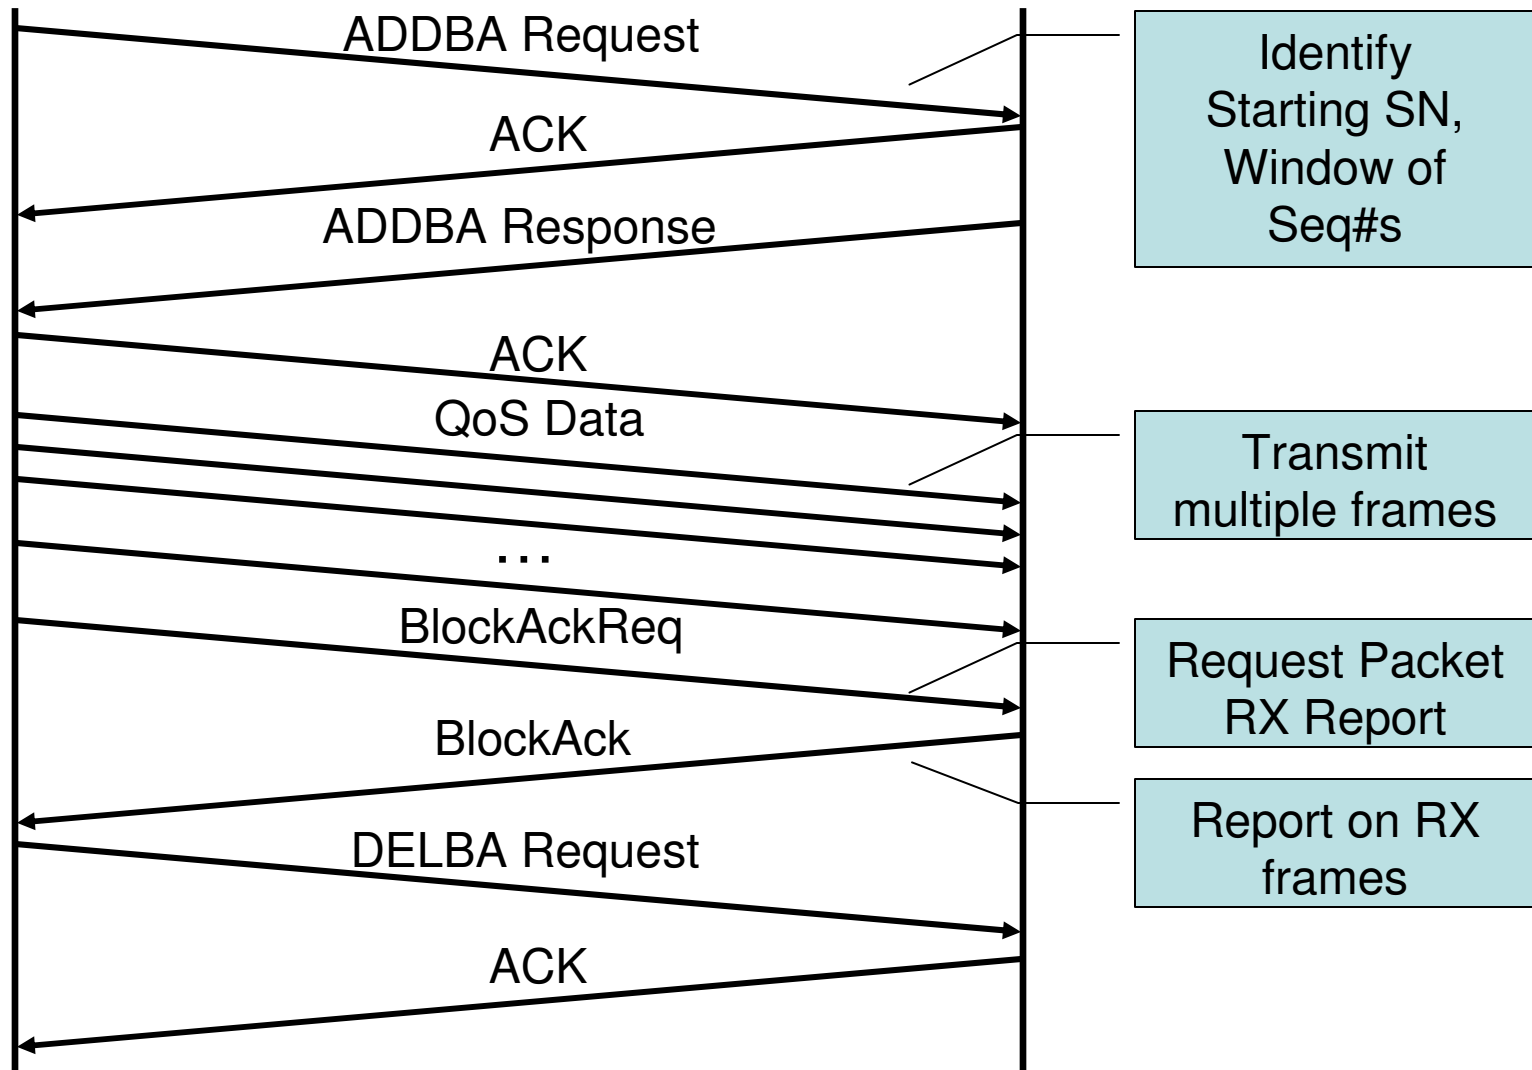 ADDBA Request
Identify
Starting SN,
Window of
Seq#s
ACK
ADDBA Response
ACK
QoS Data
Transmit
multiple frames
...
BlockAckReq
Request Packet
RX Report
BlockAck
Report on RX
frames
DELBA Request
ACK